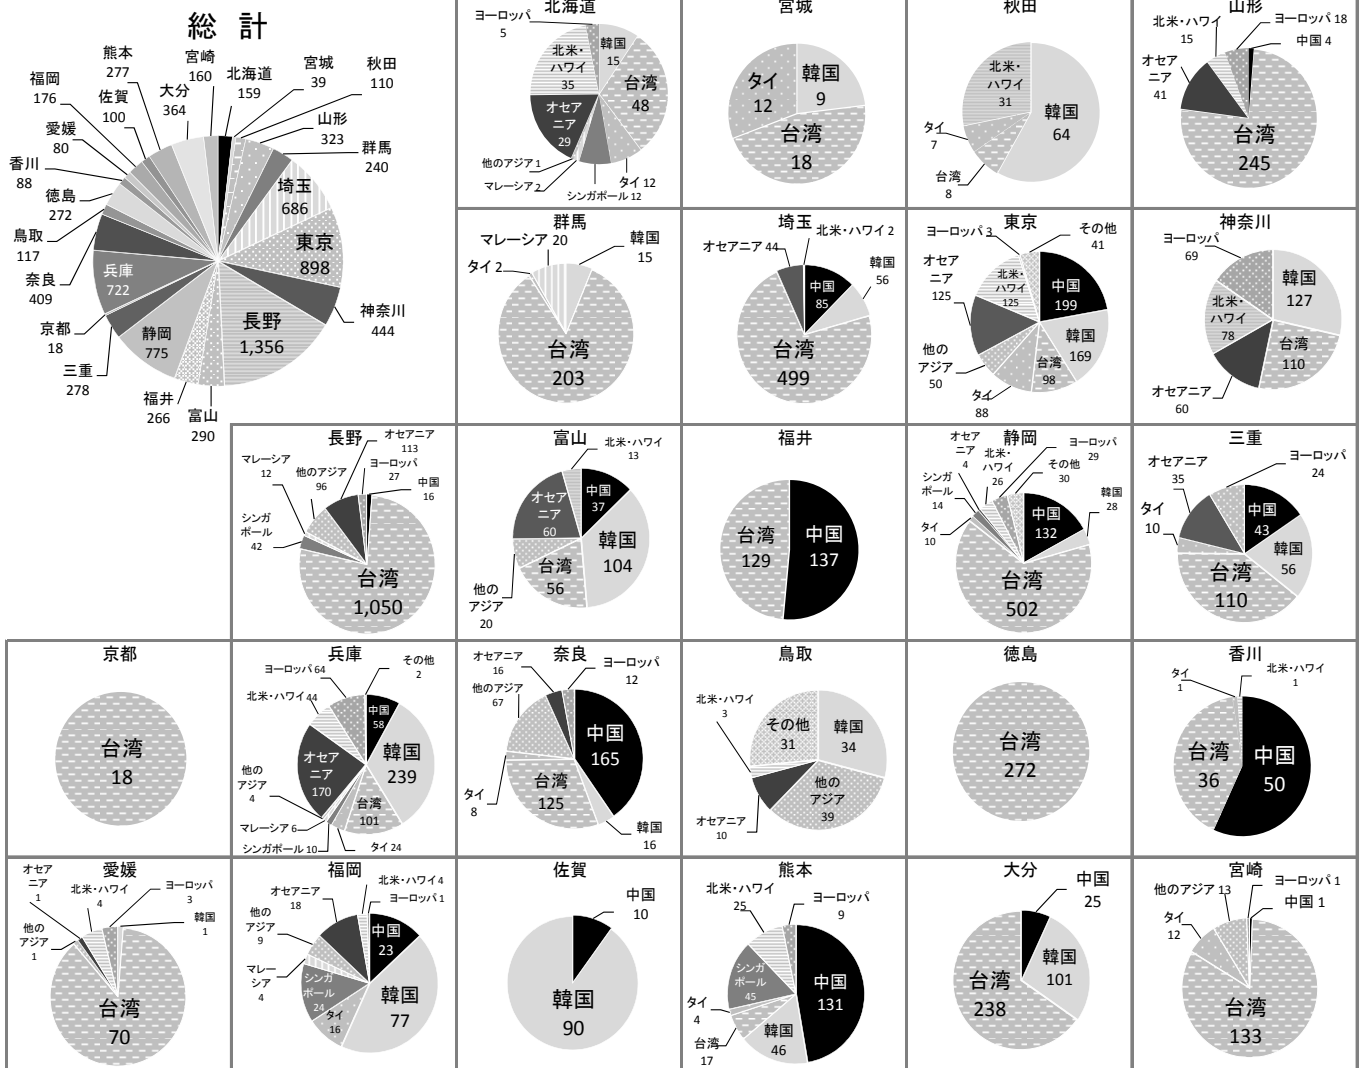 総 計
宮崎
160
北海道
159
宮城
39
秋田
110
山形
323
群馬
240
埼玉
686
東京
898
神奈川
444
長野
1,356
富山
290
福井
266
静岡
775
三重
278
京都
18
兵庫
722
奈良
409
鳥取
117
徳島
272
香川
88
愛媛
80
福岡
176
佐賀
100
熊本
277
大分
364
北海道
ヨーロッパ
5
韓国
15
台湾
48
タイ 12
シンガポール 12
マレーシア 2
他のアジア 1
オセア
ニア
29
北米・
ハワイ
35
宮城
韓国
9
台湾
18
タイ
12
秋田
韓国
64
台湾
8
タイ
7
北米・
ハワイ
31
山形
北米・ハワイ
15
ヨーロッパ 18
中国 4
オセア
ニア
41
台湾
245
群馬
マレーシア 20
韓国
15
タイ 2
台湾
203
埼玉
オセアニア 44
北米・ハワイ 2
中国
85
韓国
56
台湾
499
東京
ヨーロッパ 3
その他
41
オセア
ニア
125
北米・
ハワイ
125
中国
199
韓国
169
台湾
98
タイ
88
他の
アジア
50
神奈川
ヨーロッパ
69
韓国
127
北米・
ハワイ
78
台湾
110
オセアニア
60
長野
オセアニア
113
マレーシア
12
他のアジア
96
ヨーロッパ
27
中国
16
シンガ
ポール
42
台湾
1,050
富山
北米・ハワイ
13
オセア
ニア
60
中国
37
韓国
104
台湾
56
他の
アジア
20
福井
台湾
129
中国
137
静岡
オセア
ニア
4
北米・
ハワイ
26
ヨーロッパ
29
その他
30
シンガ
ポール
14
タイ
10
中国
132
韓国
28
台湾
502
三重
オセアニア
35
ヨーロッパ
24
タイ
10
中国
43
韓国
56
台湾
110
京都
台湾
18
兵庫
ヨーロッパ 64
その他
2
北米・ハワイ 44
中国
58
オセア
ニア
170
韓国
239
他の
アジア
4
台湾
101
マレーシア 6
シンガポール 10
タイ 24
奈良
オセアニア
16
ヨーロッパ
12
他のアジア
67
中国
165
タイ
8
台湾
125
韓国
16
鳥取
北米・ハワイ
3
その他
31
韓国
34
他の
アジア
39
オセアニア
10
徳島
台湾
272
香川
タイ
1
北米・ハワイ
1
台湾
36
中国
50
愛媛
オセア
ニア
1
北米・ハワイ
4
ヨーロッパ
3
韓国
1
他の
アジア
1
台湾
70
福岡
オセアニア
18
北米・ハワイ 4
ヨーロッパ 1
他の
アジア
9
中国
23
マレー
シア
4
シンガ
ポール
24
タイ
16
韓国
77
佐賀
中国
10
韓国
90
熊本
北米・ハワイ
25
ヨーロッパ
9
シンガ
ポール
45
中国
131
タイ
4
台湾
17
韓国
46
大分
中国
25
韓国
101
台湾
238
宮崎
他のアジア 13
ヨーロッパ 1
中国 1
タイ
12
台湾
133